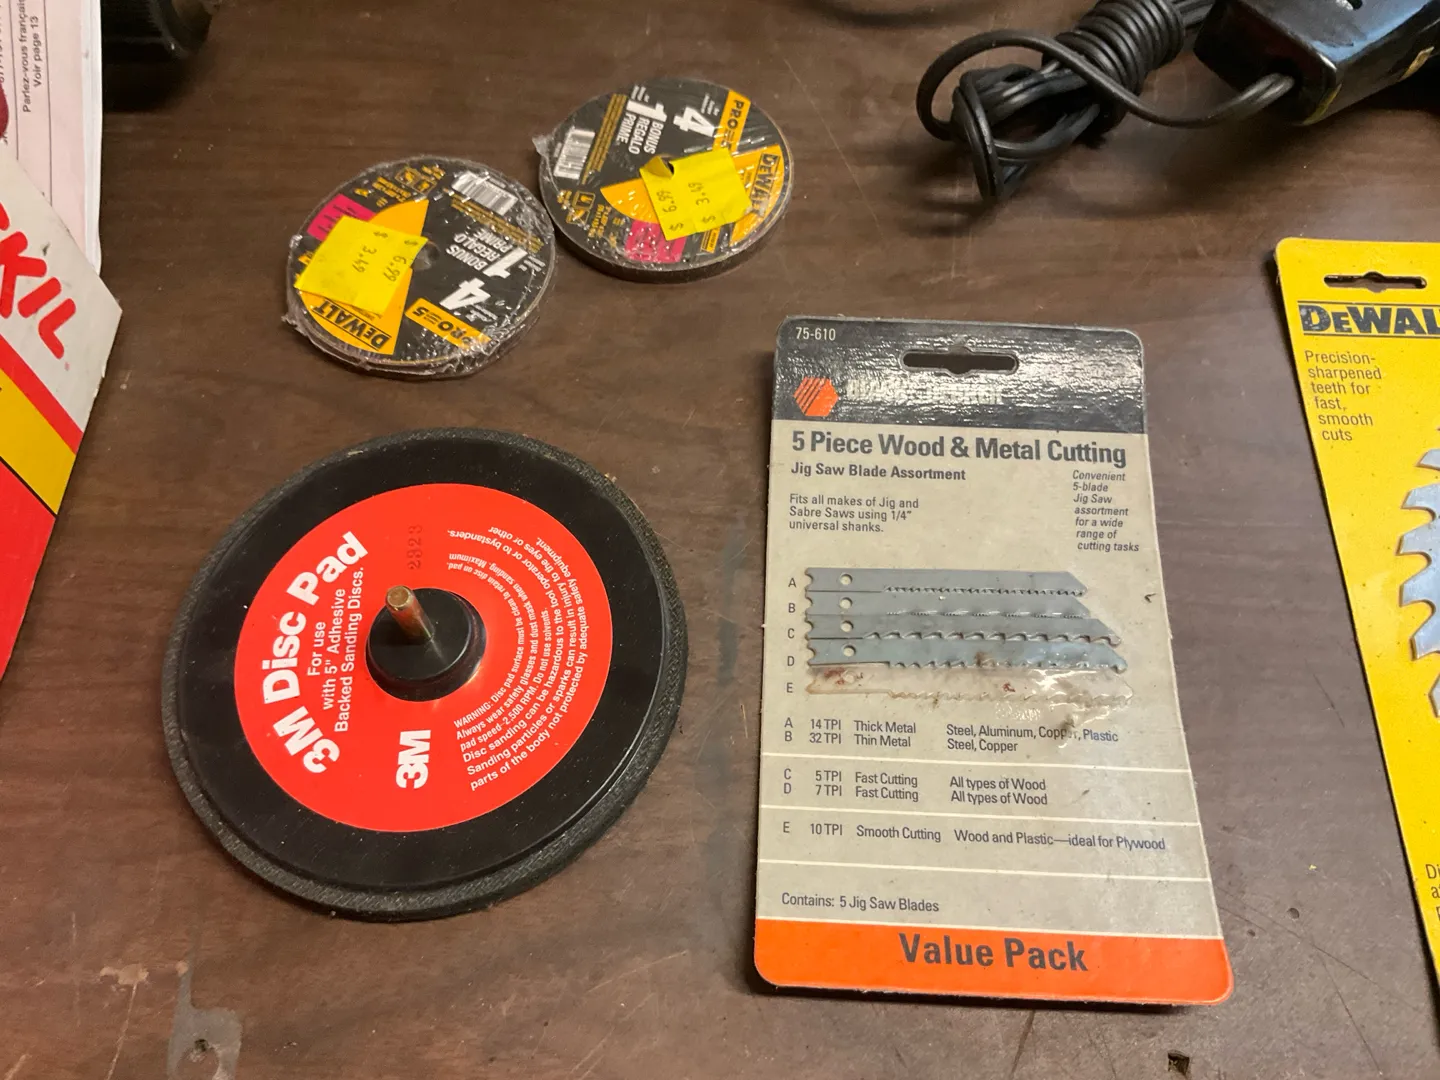 Parlez-vous français
Voir page 13
SKIL
4
1
BONUS
REGALO
PRIME
PRO 5
DEWALT
$ 6.99
$ 3.49
4
1
BONUS
REGALO
PRIME
PRO 5
DEWALT
$ 6.99
$ 3.49
3M Disc Pad
For use
with 5" Adhesive
Backed Sanding Discs.
2323
3M
WARNING: Disc pad surface must be clean to retain disc on pad.
Always wear safety glasses and dust mask when sanding. Maximum
pad speed-2,500 RPM. Do not use solvents.
Disc sanding can be hazardous to the tool operator or to bystanders.
Sanding particles or sparks can result in injury to the eyes or other
parts of the body not protected by adequate safety equipment.
75-610
BLACK & DECKER
5 Piece Wood & Metal Cutting
Jig Saw Blade Assortment
Fits all makes of Jig and
Sabre Saws using 1/4"
universal shanks.
Convenient
5-blade
Jig Saw
assortment
for a wide
range of
cutting tasks
A
B
C
D
E
A 14 TPI Thick Metal Steel, Aluminum, Copper, Plastic
B 32 TPI Thin Metal Steel, Copper
C 5 TPI Fast Cutting All types of Wood
D 7 TPI Fast Cutting All types of Wood
E 10 TPI Smooth Cutting Wood and Plastic—ideal for Plywood
Contains: 5 Jig Saw Blades
Value Pack
DEWAL
Precision-
sharpened
teeth for
fast,
smooth
cuts